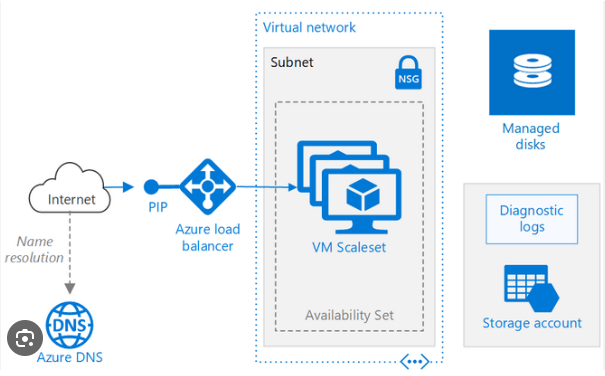 Virtual network
Subnet
NSG
Managed
disks
Internet
PIP
Azure load
balancer
VM Scaleset
Diagnostic
logs
Name
resolution
Availability Set
Storage account
DNS
Azure DNS